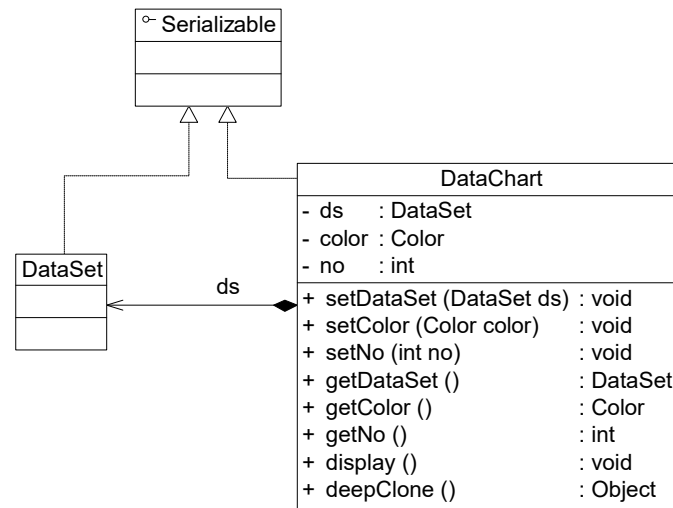 Serializable
DataChart
- ds : DataSet
- color : Color
- no : int
DataSet
ds
+ setDataSet (DataSet ds) : void
+ setColor (Color color) : void
+ setNo (int no) : void
+ getDataSet () : DataSet
+ getColor () : Color
+ getNo () : int
+ display () : void
+ deepClone () : Object